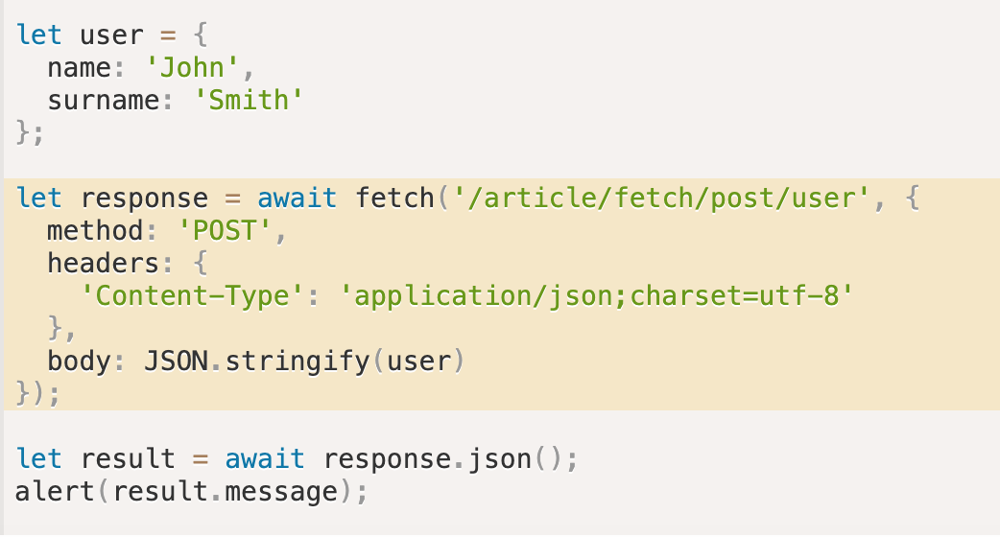 let user = {
  name: 'John',
  surname: 'Smith'
};

let response = await fetch('/article/fetch/post/user', {
  method: 'POST',
  headers: {
    'Content-Type': 'application/json;charset=utf-8'
  },
  body: JSON.stringify(user)
});

let result = await response.json();
alert(result.message);